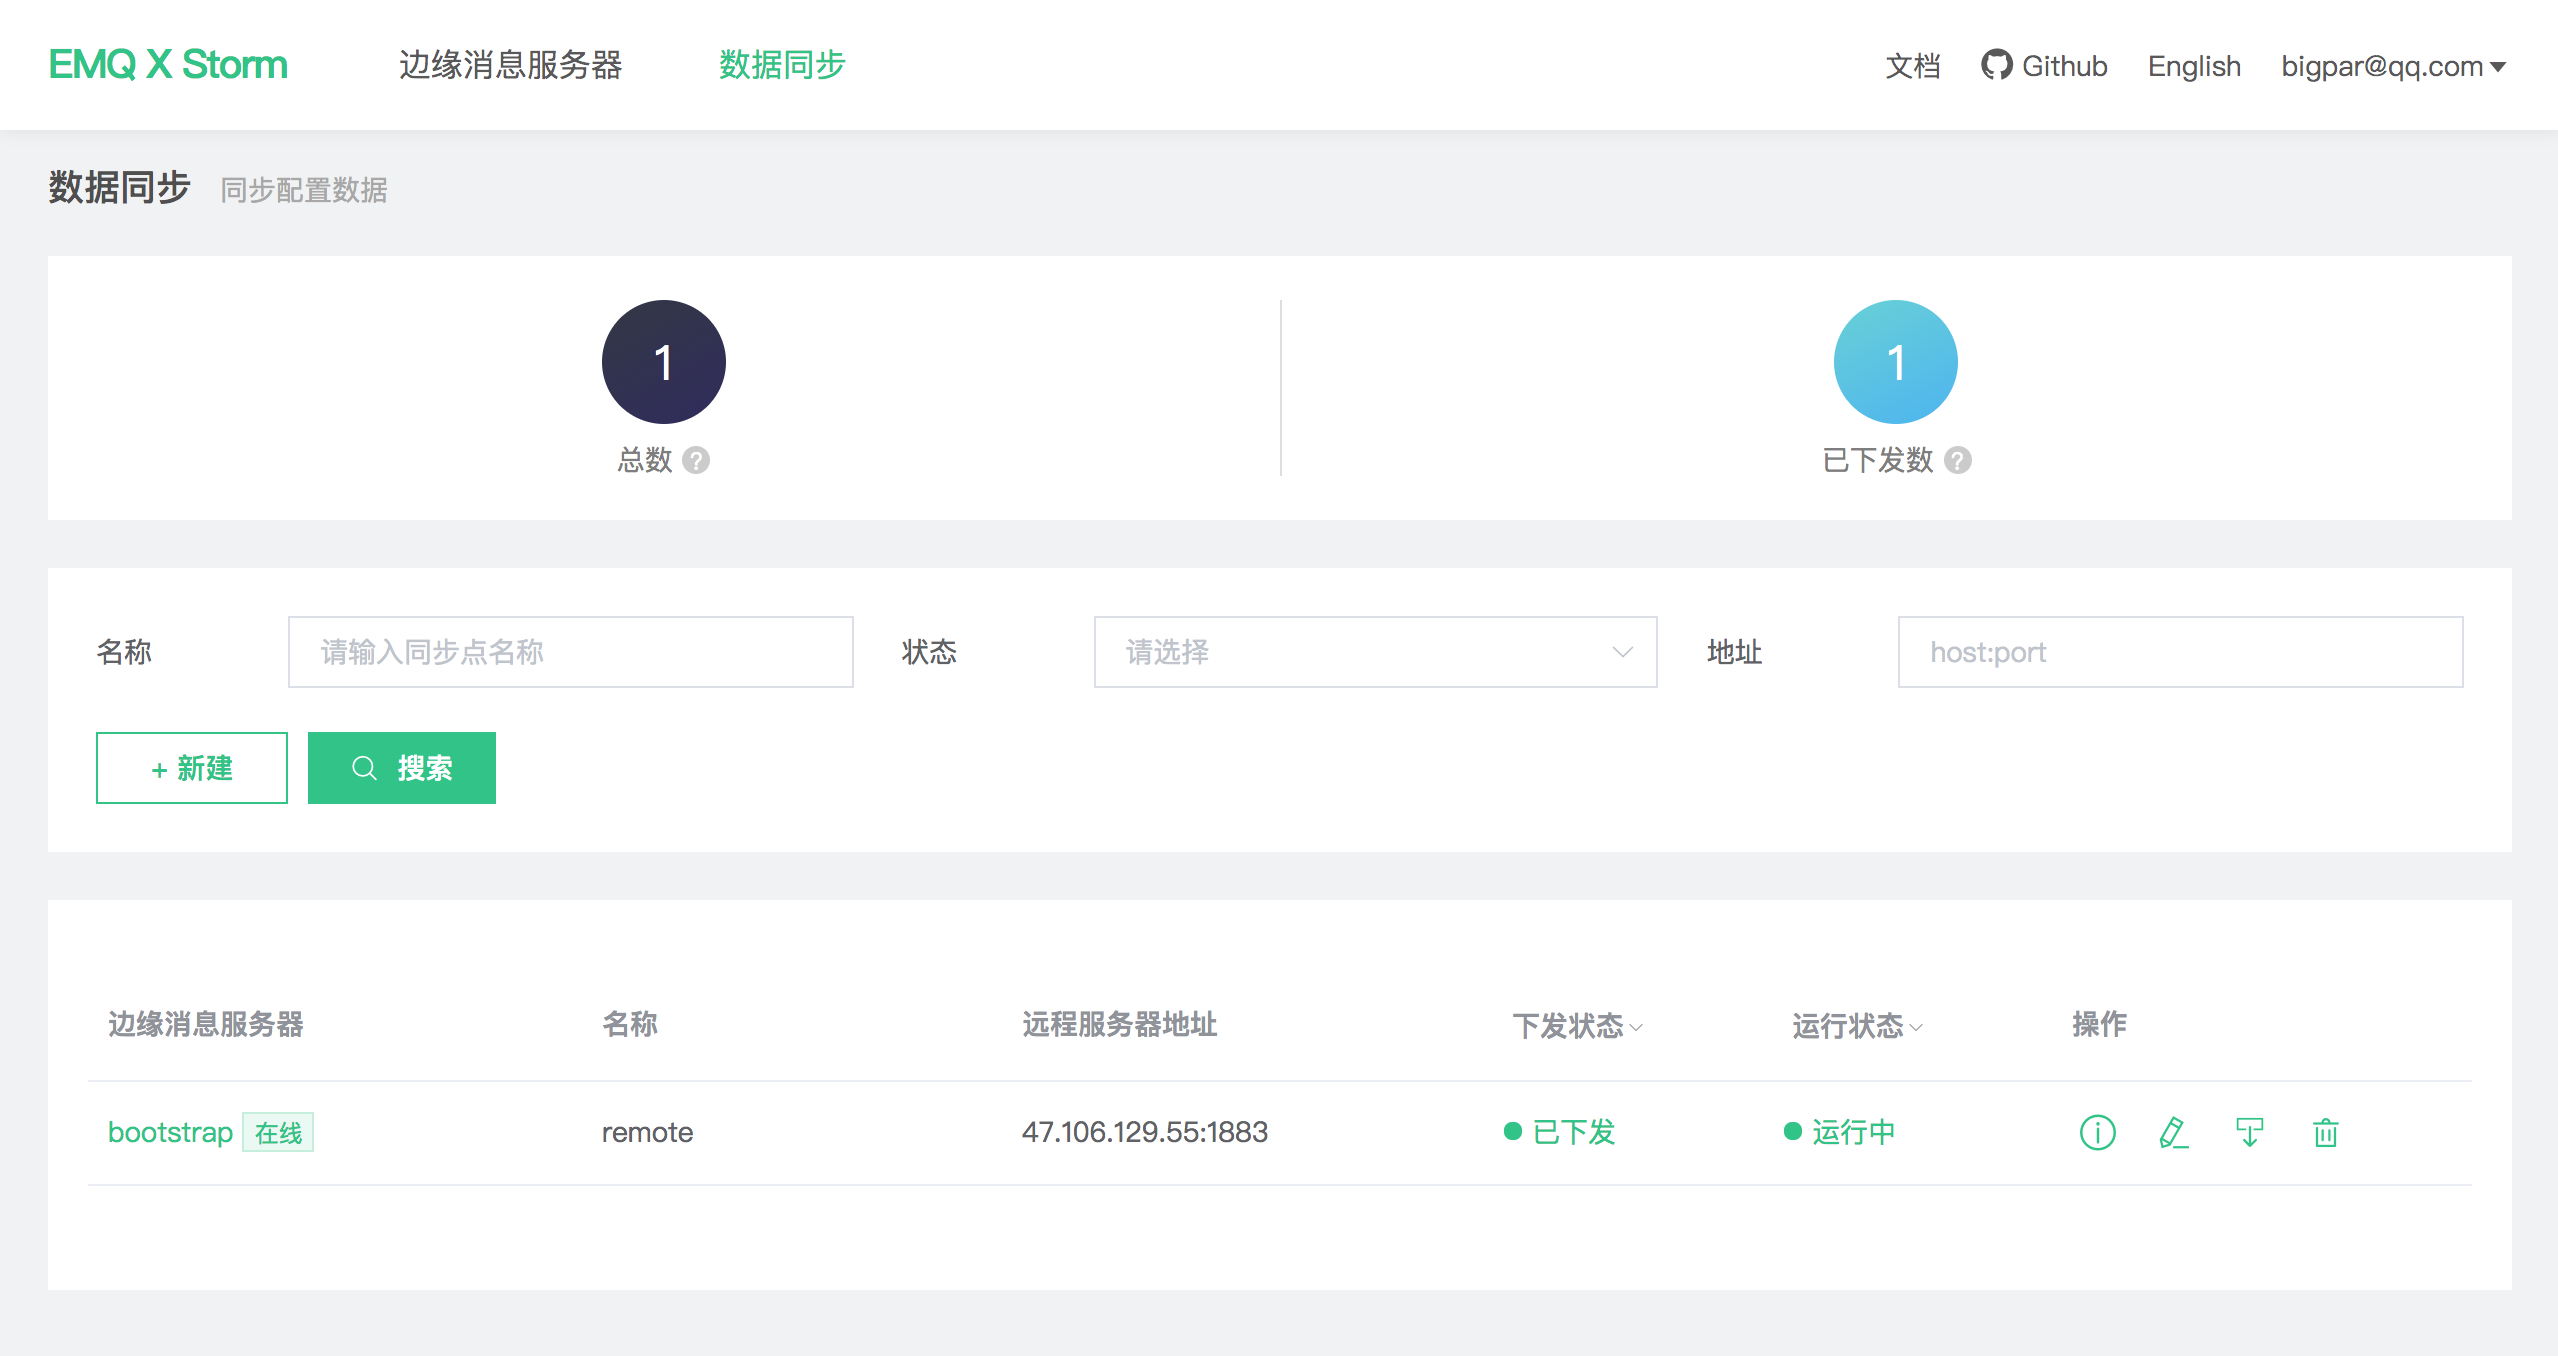 EMQ X Storm 边缘消息服务器 数据同步 文档 Github English bigpar@qq.com
数据同步 同步配置数据
1 1
总数 ? 已下发数 ?
名称 请输入同步点名称 状态 请选择 地址 host:port
+ 新建 搜索
边缘消息服务器 名称 远程服务器地址 下发状态 运行状态 操作
bootstrap 在线 remote 47.106.129.55:1883 已下发 运行中